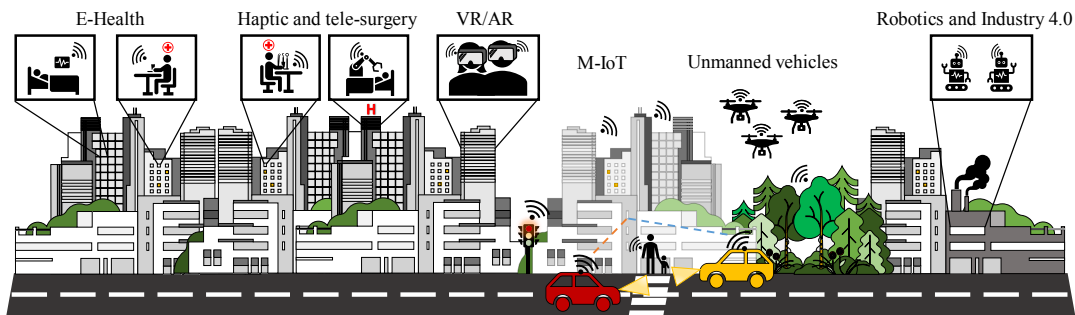 E-Health
Haptic and tele-surgery
VR/AR
Robotics and Industry 4.0
M-IoT
Unmanned vehicles
H